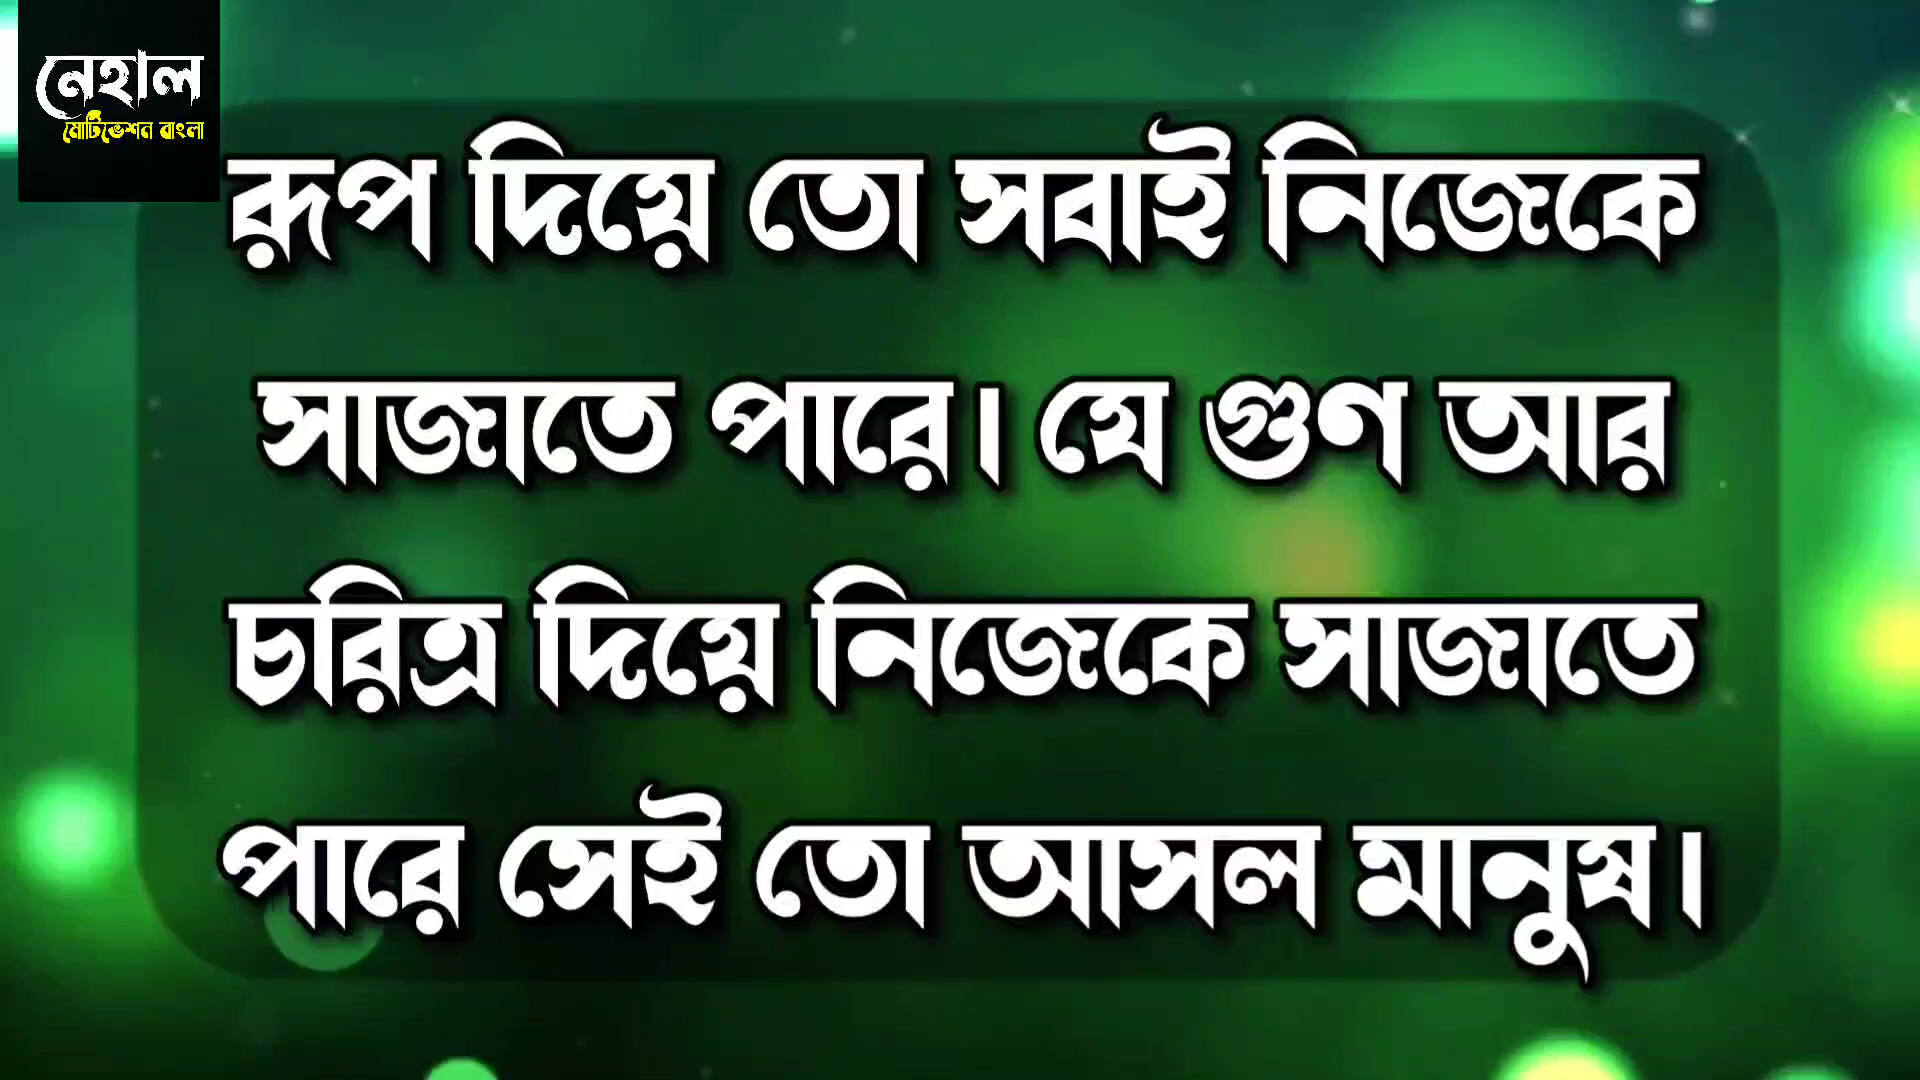 নেহাল
মোটিভেশন বাংলা
রূপ দিয়ে তো সবাই নিজেকে
সাজাতে পারে। যে গুণ আর
চরিত্র দিয়ে নিজেকে সাজাতে
পারে সেই তো আসল মানুষ।